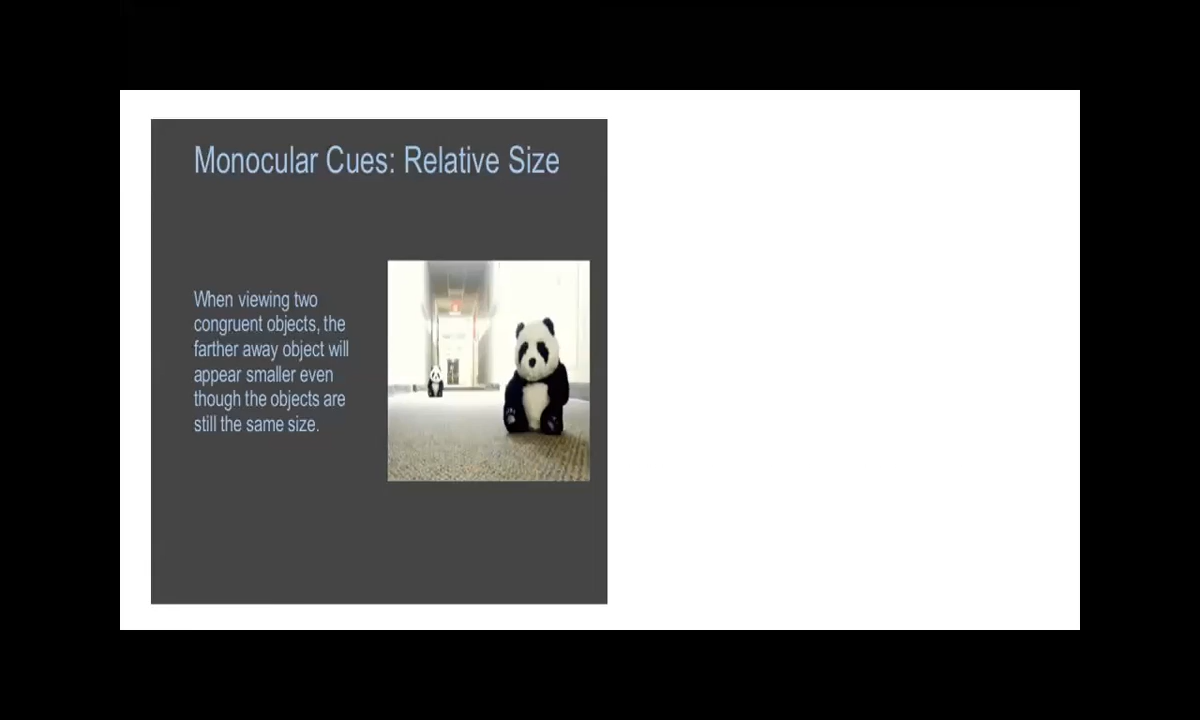 Monocular Cues: Relative Size
When viewing two
congruent objects, the
farther away object will
appear smaller even
though the objects are
still the same size.